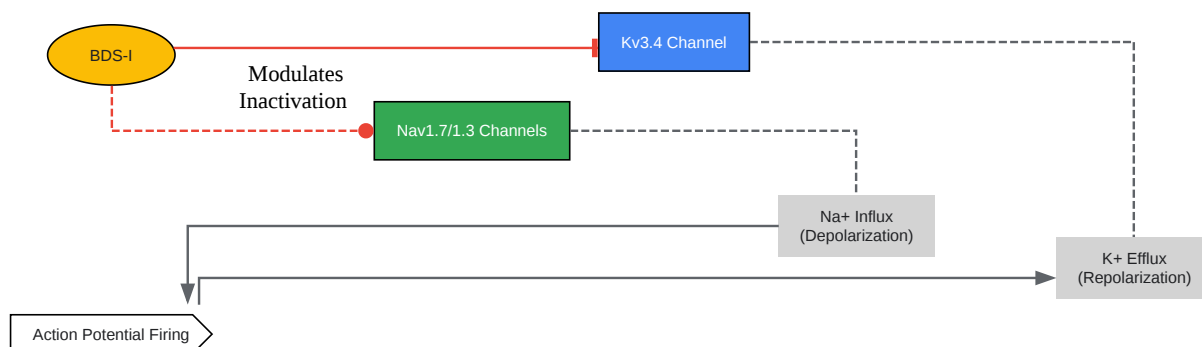 BDS-I
Kv3.4 Channel
Modulates
Inactivation
Nav1.7/1.3 Channels
Na+ Influx
(Depolarization)
K+ Efflux
(Repolarization)
Action Potential Firing